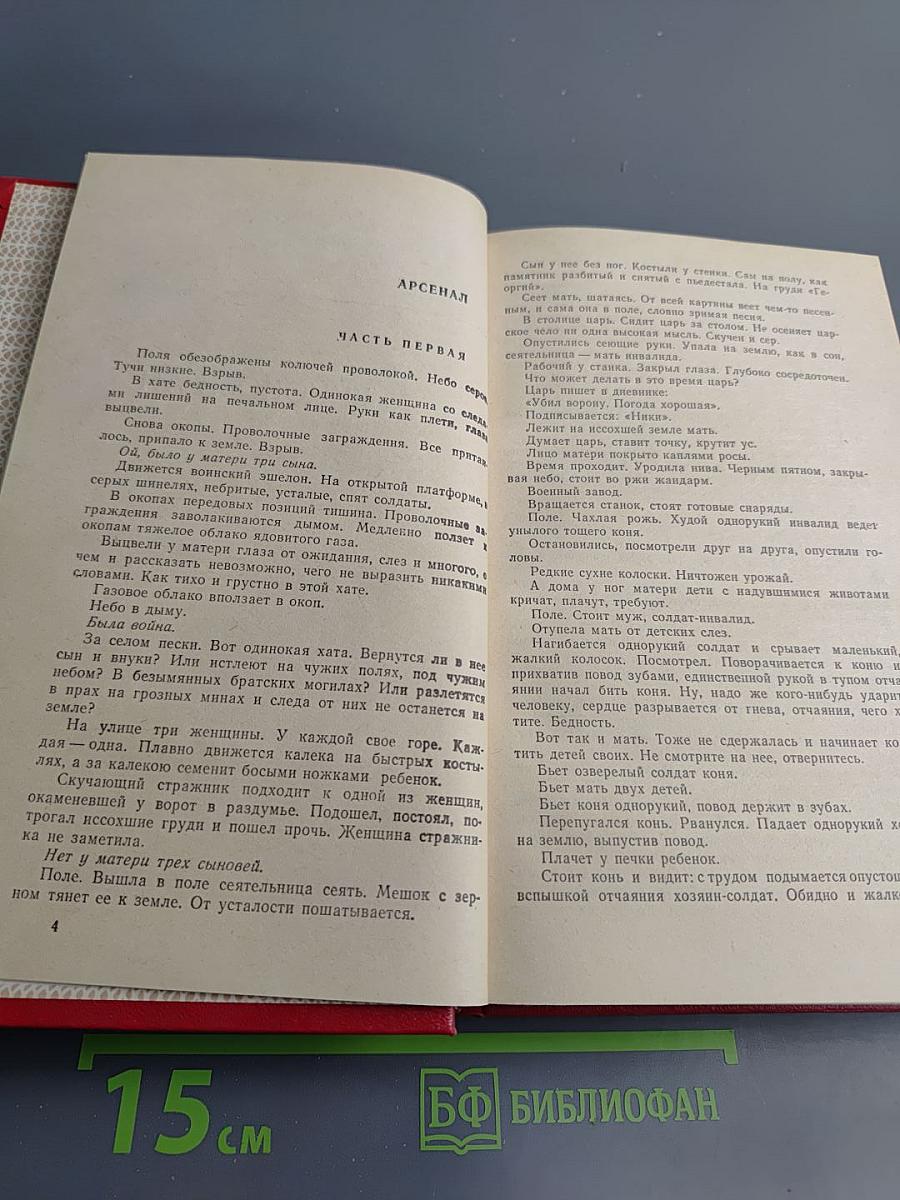 АРСЕНАЛ
ЧАСТЬ ПЕРВАЯ
Поля обезображены колючей проволокой. Небо серое.
Тучи низкие. Взрыв.
В хате бедность, пустота. Одинокая женщина со следа-
ми лишений на печальном лице. Руки как плети, глаза
выцвели.
Снова окопы. Проволочные заграждения. Все притаи-
лось, припало к земле. Взрыв.
Ой, было у матери три сына.
Движется воинский эшелон. На открытой платформе, в
серых шинелях, небритые, усталые, спят солдаты.
В окопах передовых позиций тишина. Проволочные за-
граждения заволакиваются дымом. Медленно ползет к
окопам тяжелое облако ядовитого газа.
Выцвели у матери глаза от ожидания, слез и многого, о
чем и рассказать невозможно, чего не выразить никакими
словами. Как тихо и грустно в этой хате.
Газовое облако вползает в окоп.
Небо в дыму.
Была война.
За селом пески. Вот одинокая хата. Вернутся ли в нее
сын и внуки? Или истлеют на чужих полях, под чужим
небом? В безымянных братских могилах? Или разлетятся
в прах на грозных минах и следа от них не останется на
земле?
На улице три женщины. У каждой свое горе. Каж-
дая — одна. Плавно движется калека на быстрых косты-
лях, а за калекою семенит босыми ножками ребенок.
Скучающий стражник подходит к одной из женщин,
окаменевшей у ворот в раздумье. Подошел, постоял, по-
трогал иссохшие груди и пошел прочь. Женщина стражни-
ка не заметила.
Нет у матери трех сыновей.
Поле. Вышла в поле сеятельница сеять. Мешок с зер-
ном тянет ее к земле. От усталости пошатывается.
4
Сын у нее без ног. Костыли у стенки. Сам на полу, как
памятник разбитый и снятый с пьедестала. На груди «Ге-
оргий».
Сеет мать, шатаясь. От всей картины веет чем-то песен-
ным, и сама она в поле, словно зримая песня.
В столице царь. Сидит царь за столом. Не осеняет цар-
ское чело ни одна высокая мысль. Скучен и сер.
Опустились сеющие руки. Упала на землю, как в сон,
сеятельница — мать инвалида.
Рабочий у станка. Закрыл глаза. Глубоко сосредоточен.
Что может делать в это время царь?
Царь пишет в дневнике:
«Убил ворону. Погода хорошая».
Подписывается: «Ники».
Лежит на иссохшей земле мать.
Думает царь, ставит точку, крутит ус.
Лицо матери покрыто каплями росы.
Время проходит. Уродила нива. Черным пятном, закры-
вая небо, стоит во ржи жандарм.
Военный завод.
Вращается станок, стоят готовые снаряды.
Поле. Чахлая рожь. Худой однорукий инвалид ведет
унылого тощего коня.
Остановились, посмотрели друг на друга, опустили го-
ловы.
Редкие сухие колоски. Ничтожен урожай.
А дома у ног матери дети с надувшимися животами
кричат, плачут, требуют.
Поле. Стоит муж, солдат-инвалид.
Отупела мать от детских слез.
Нагибается однорукий солдат и срывает маленький,
жалкий колосок. Посмотрел. Поворачивается к коню и
прихватив повод зубами, единственной рукой в тупом отча
янии начал бить коня. Ну, надо же кого-нибудь ударит
человеку, сердце разрывается от гнева, отчаяния, чего х
тите. Бедность.
Вот так и мать. Тоже не сдержалась и начинает ко
тить детей своих. Не смотрите на нее, отвернитесь.
Бьет озверелый солдат коня.
Бьет мать двух детей.
Бьет коня однорукий, повод держит в зубах.
Перепугался конь. Рванулся. Падает однорукий хо
на землю, выпустив повод.
Плачет у печки ребенок.
Стоит конь и видит: с трудом подымается опустош
вспышкой отчаяния хозяин-солдат. Обидно и жалк
15 см
БФ БИБЛИОФАН